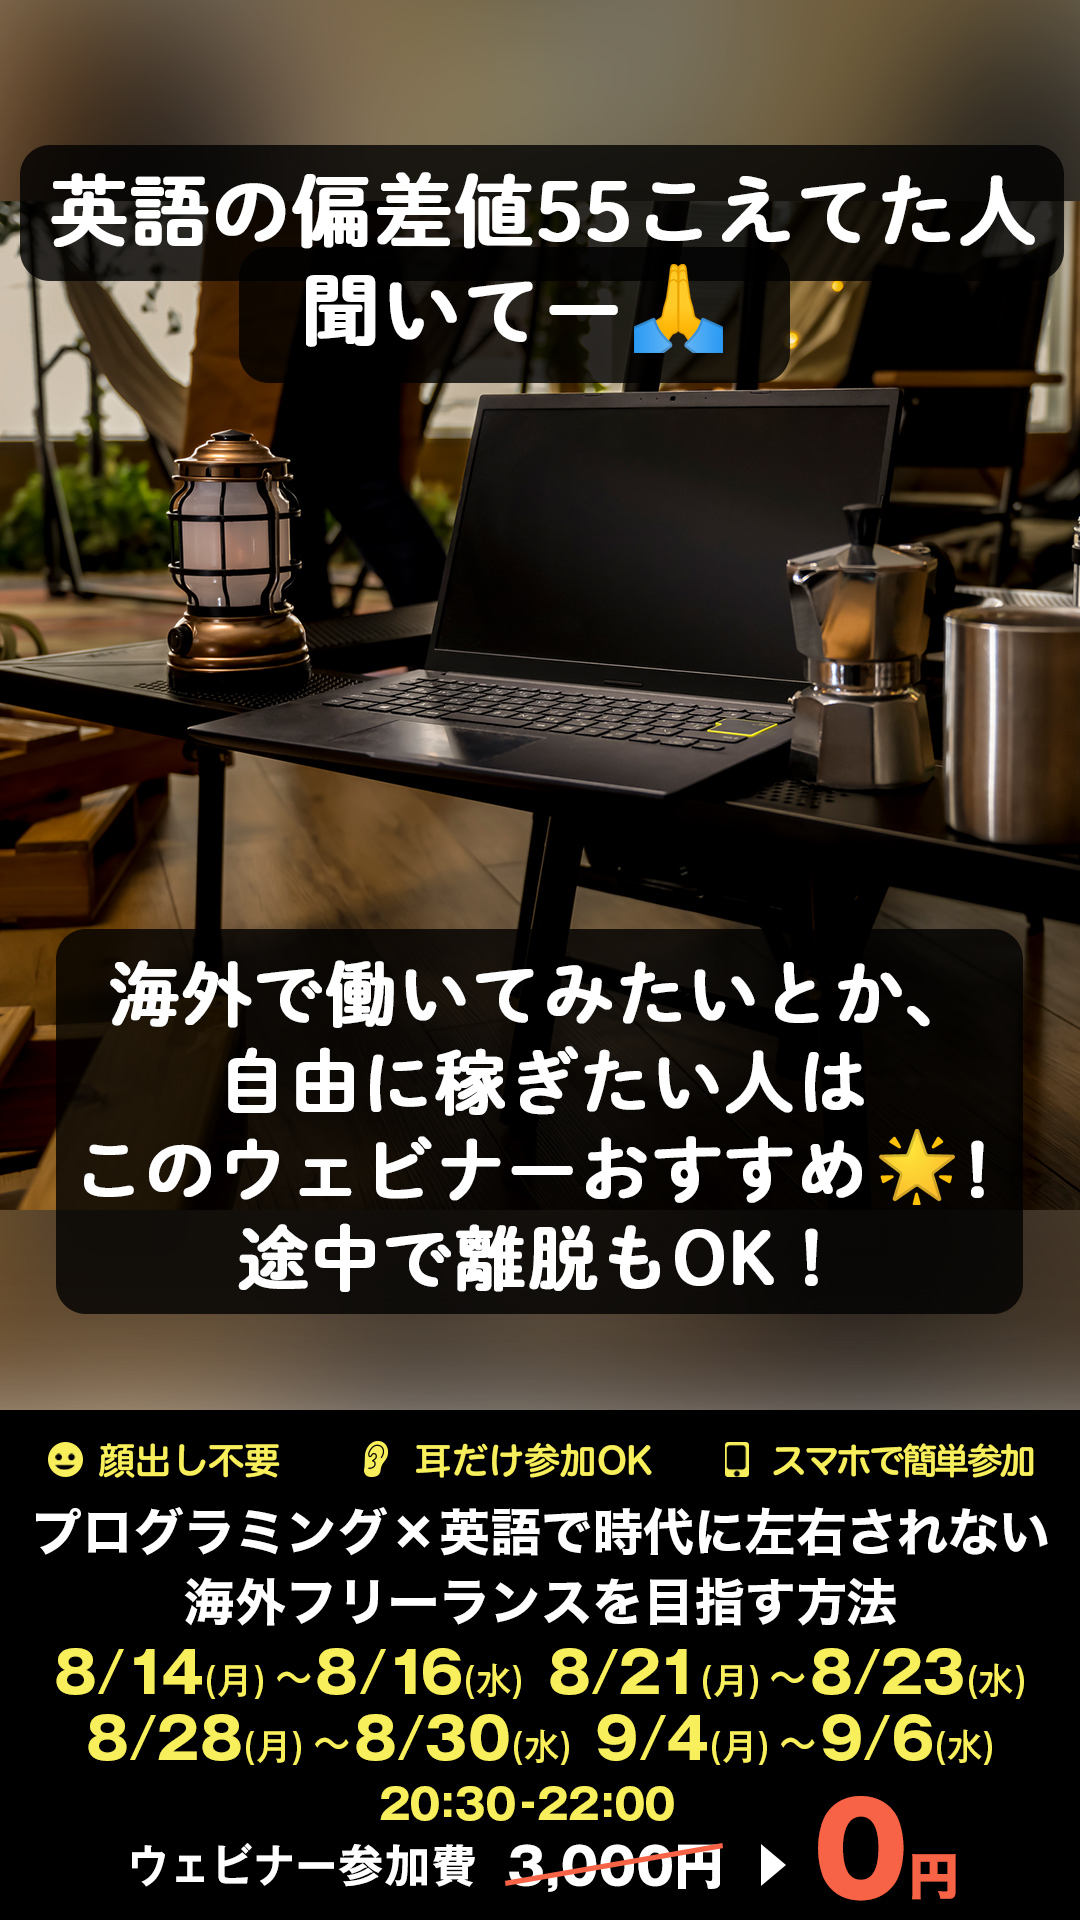 英語の偏差値55こえてた人
聞いてー🙏
海外で働いてみたいとか、
自由に稼ぎたい人は
このウェビナーおすすめ🌟!
途中で離脱もOK！
顔出し不要 耳だけ参加OK スマホで簡単参加
プログラミング×英語で時代に左右されない
海外フリーランスを目指す方法
8/14(月)～8/16(水) 8/21(月)～8/23(水)
8/28(月)～8/30(水) 9/4(月)～9/6(水)
20:30-22:00
ウェビナー参加費 3,000円 ▶ 0円